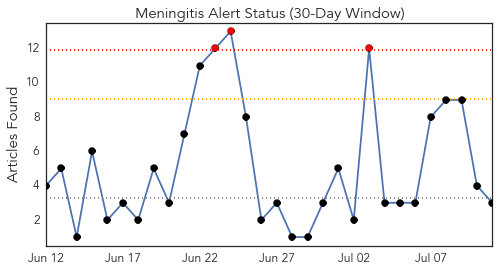 Meningitis Alert Status (30-Day Window)
Articles Found
12
10
8
6
4
2
Jun 12
Jun 17
Jun 22
Jun 27
Jul 02
Jul 07